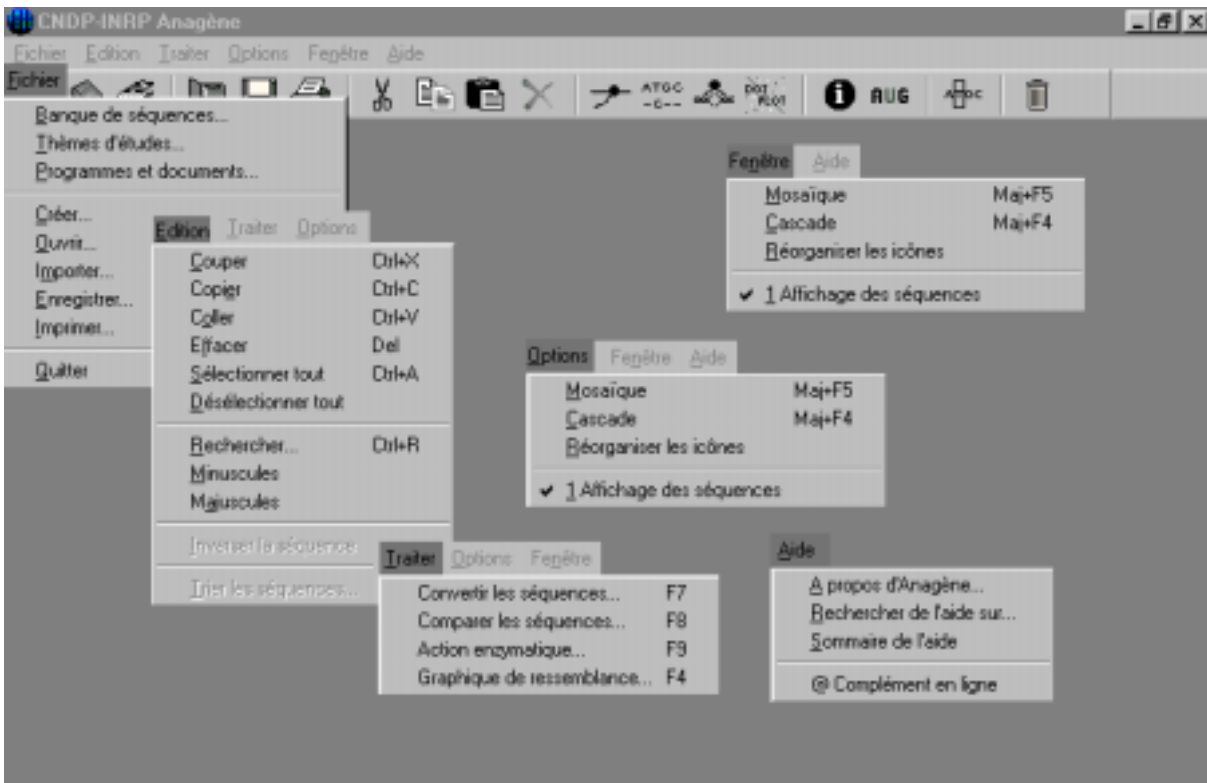 CNDP-INRP Anagène
Fichier Edition Traiter Options Fenêtre Aide
Fichier
ATGC
-G--
DOT
PLOT
AUG
Banque de séquences...
Thèmes d'études...
Programmes et documents...
Créer...
Ouvrir...
Importer...
Enregistrer...
Imprimer...
Quitter
Edition Traiter Options
Couper Ctrl+X
Copier Ctrl+C
Coller Ctrl+V
Effacer Del
Sélectionner tout Ctrl+A
Désélectionner tout
Rechercher... Ctrl+R
Minuscules
Majuscules
Inverser la séquence
Trier les séquences...
Fenêtre Aide
Mosaïque Maj+F5
Cascade Maj+F4
Réorganiser les icônes
✔ 1 Affichage des séquences
Options Fenêtre Aide
Mosaïque Maj+F5
Cascade Maj+F4
Réorganiser les icônes
✔ 1 Affichage des séquences
Traiter Options Fenêtre
Convertir les séquences... F7
Comparer les séquences... F8
Action enzymatique... F9
Graphique de ressemblance... F4
Aide
A propos d'Anagène...
Rechercher de l'aide sur...
Sommaire de l'aide
@ Complément en ligne